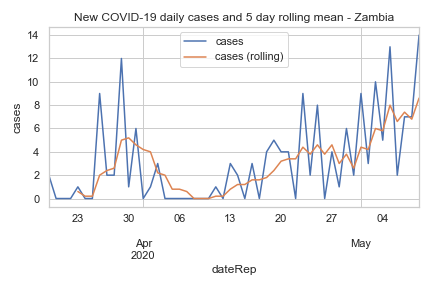 New COVID-19 daily cases and 5 day rolling mean - Zambia
cases
cases (rolling)
14
12
10
8
6
4
2
0
cases
23 30 06 13 20 27 04
Apr May
2020
dateRep